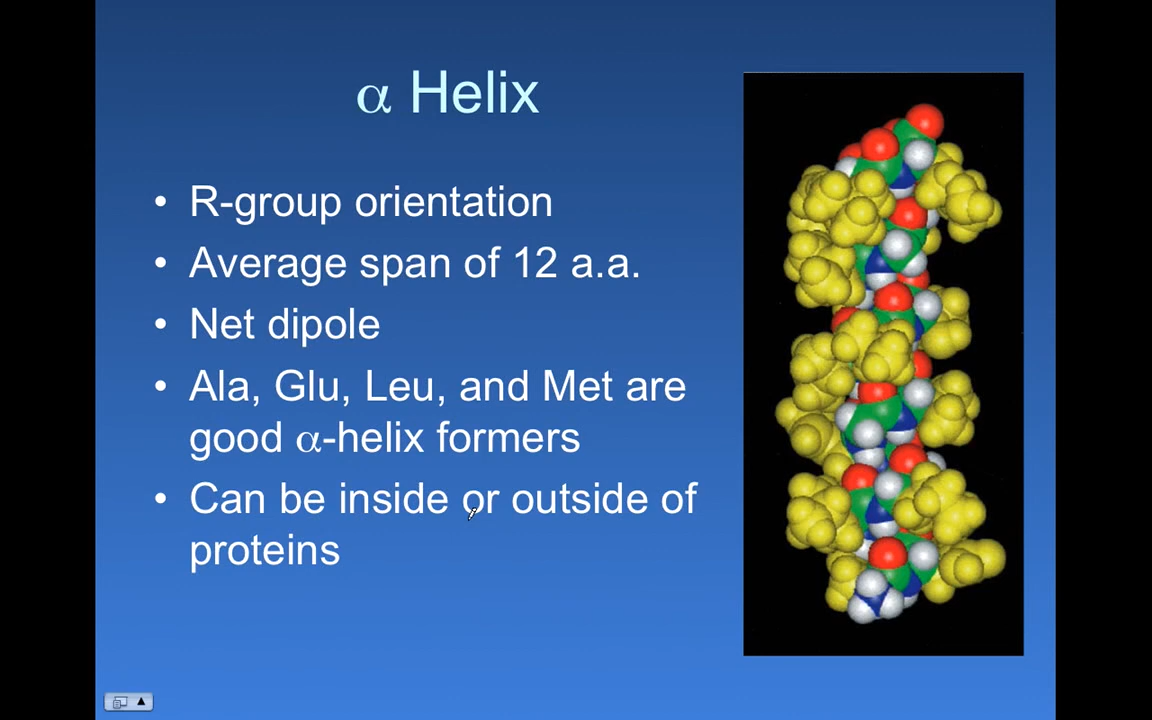 α Helix
• R-group orientation
• Average span of 12 a.a.
• Net dipole
• Ala, Glu, Leu, and Met are
good α-helix formers
• Can be inside or outside of
proteins